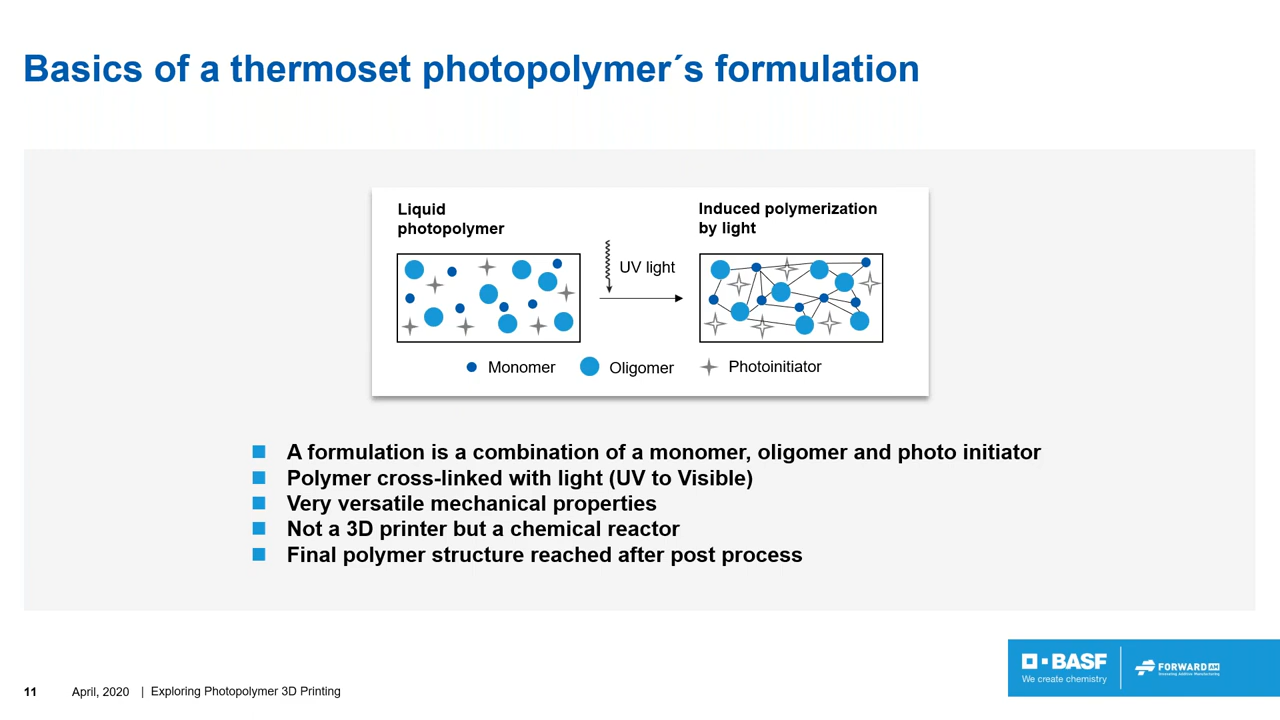 Basics of a thermoset photopolymer´s formulation
Liquid
photopolymer
Induced polymerization
by light
UV light
Monomer
Oligomer
Photoinitiator
A formulation is a combination of a monomer, oligomer and photo initiator
Polymer cross-linked with light (UV to Visible)
Very versatile mechanical properties
Not a 3D printer but a chemical reactor
Final polymer structure reached after post process
BASF
We create chemistry
FORWARD AM
Innovating Additive Manufacturing
11 April, 2020 | Exploring Photopolymer 3D Printing